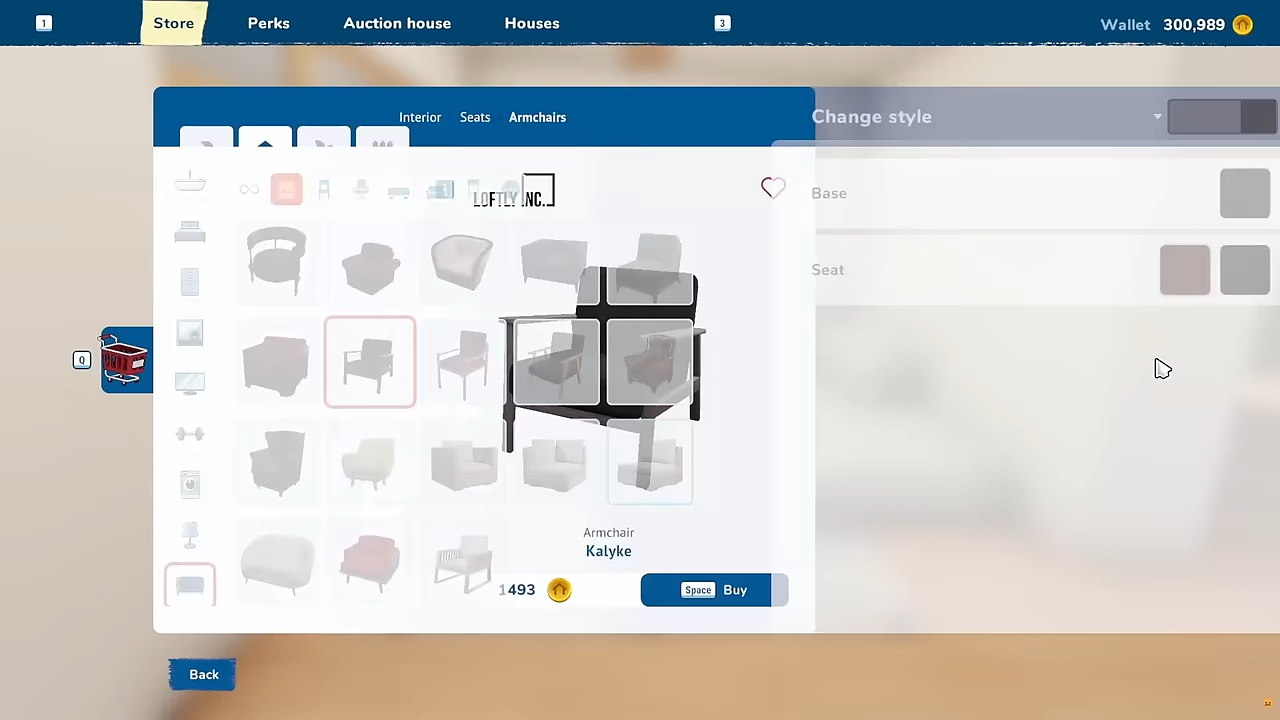 1 Store Perks Auction house Houses 3 Wallet 300,989
Interior Seats Armchairs
Change style
LOFTLY INC.
Base
Seat
Q
Armchair
Kalyke
1493
Space Buy
Back